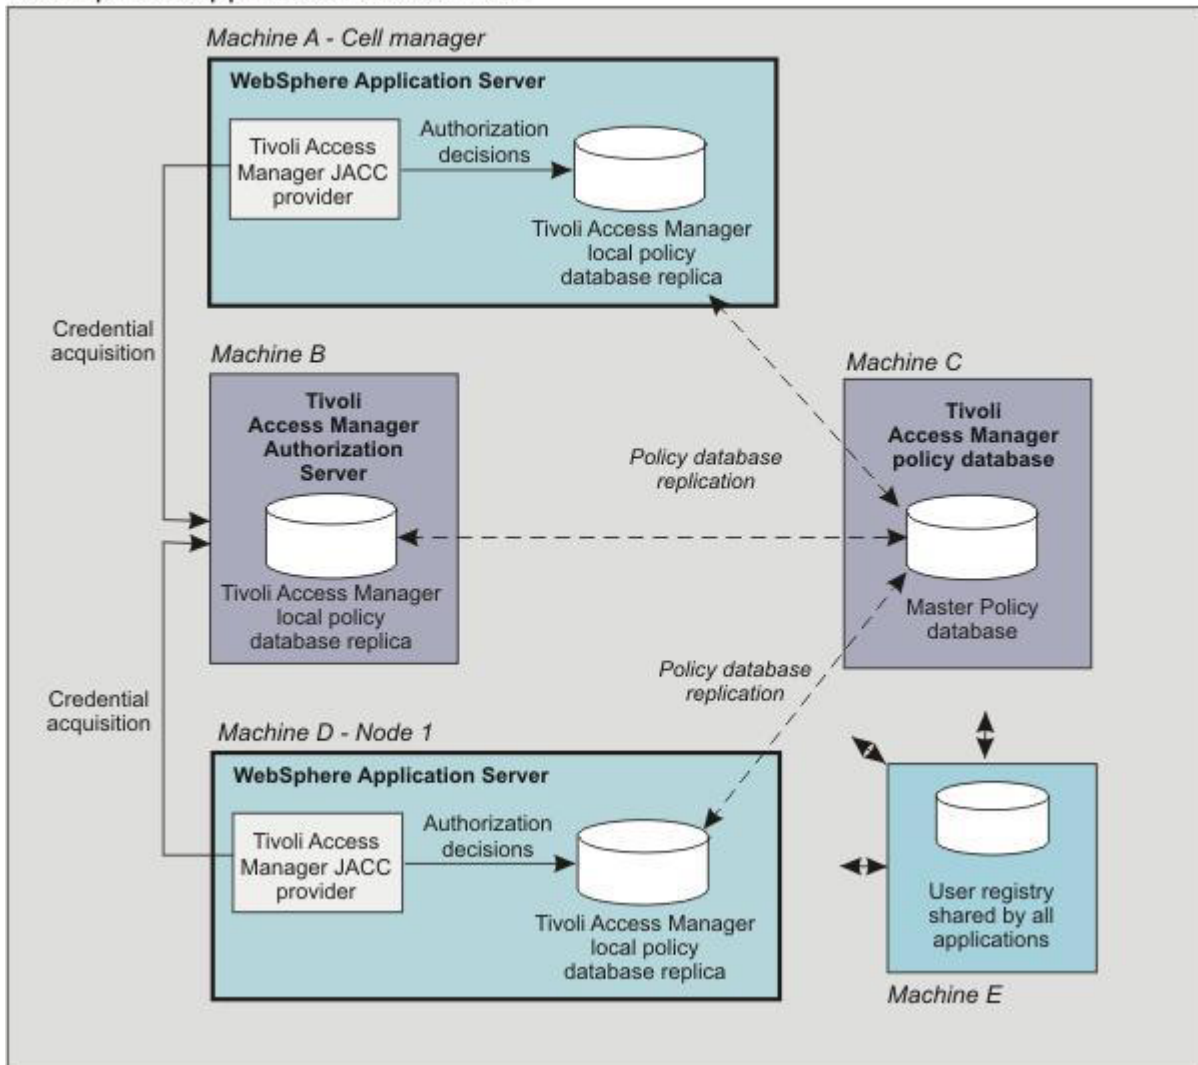 Machine A - Cell manager
WebSphere Application Server
Tivoli Access
Manager JACC
provider
Authorization
decisions
Tivoli Access Manager
local policy
database replica
Credential
acquisition
Machine B
Tivoli
Access Manager
Authorization
Server
Tivoli Access Manager
local policy
database replica
Policy database
replication
Machine C
Tivoli
Access Manager
policy database
Master Policy
database
Policy database
replication
Credential
acquisition
Machine D - Node 1
WebSphere Application Server
Tivoli Access
Manager JACC
provider
Authorization
decisions
Tivoli Access Manager
local policy
database replica
User registry
shared by all
applications
Machine E